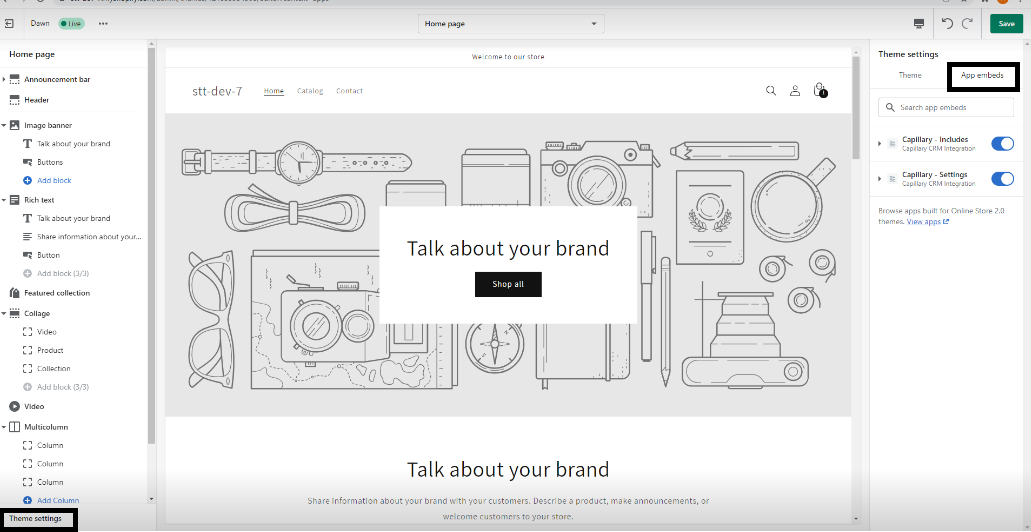 Dawn
Live
Home page
Save
Home page
Announcement bar
Header
Image banner
Talk about your brand
Buttons
Add block
Rich text
Talk about your brand
Share information about your...
Button
Add block (3/3)
Featured collection
Collage
Video
Product
Collection
Add block (3/3)
Video
Multicolumn
Column
Column
Column
Add Column
Theme settings
Welcome to our store
stt-dev-7
Home
Catalog
Contact
1
Talk about your brand
Shop all
Talk about your brand
Share information about your brand with your customers. Describe a product, make announcements, or
welcome customers to your store.
Theme settings
Theme
App embeds
Search app embeds
Capillary - Includes
Capillary CRM Integration
Capillary - Settings
Capillary CRM Integration
Browse apps built for Online Store 2.0
themes. View apps